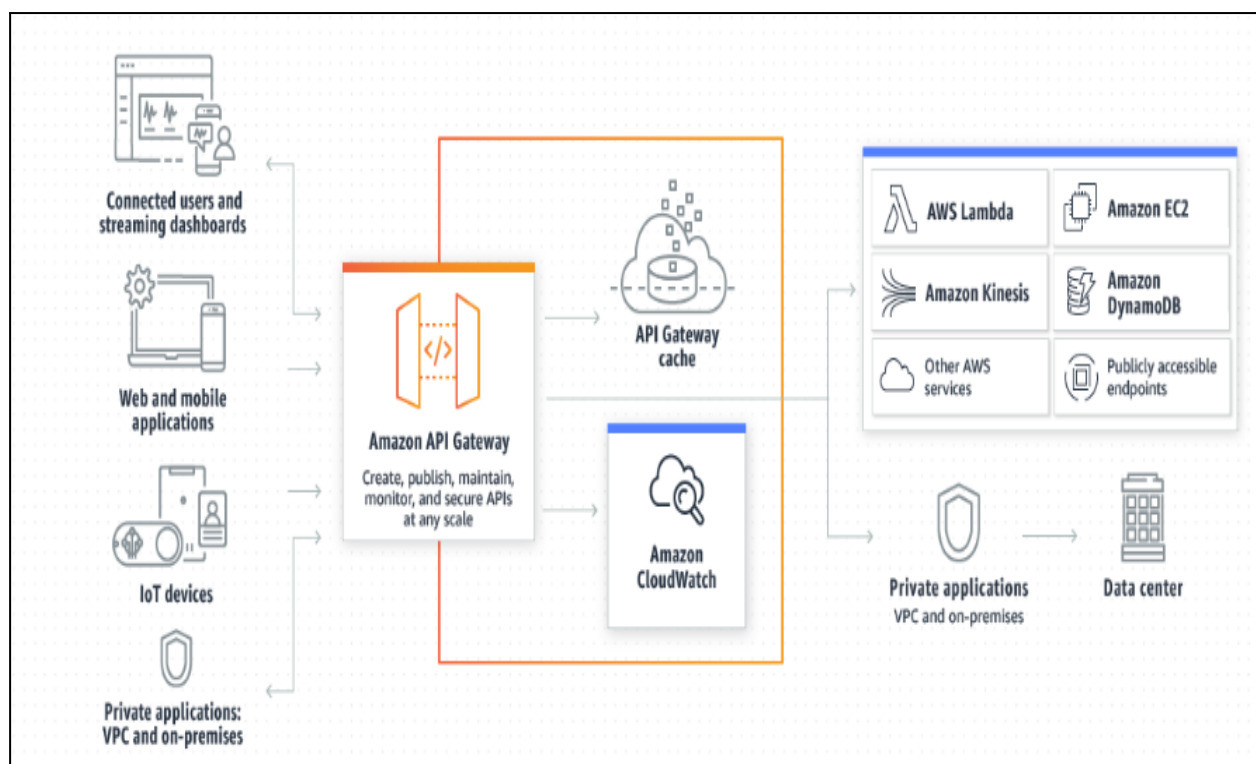 Connected users and
streaming dashboards
Web and mobile
applications
IoT devices
Private applications:
VPC and on-premises
</>
Amazon API Gateway
Create, publish, maintain,
monitor, and secure APIs
at any scale
API Gateway
cache
Amazon
CloudWatch
AWS Lambda
Amazon EC2
Amazon Kinesis
Amazon
DynamoDB
Other AWS
services
Publicly accessible
endpoints
Private applications
VPC and on-premises
Data center